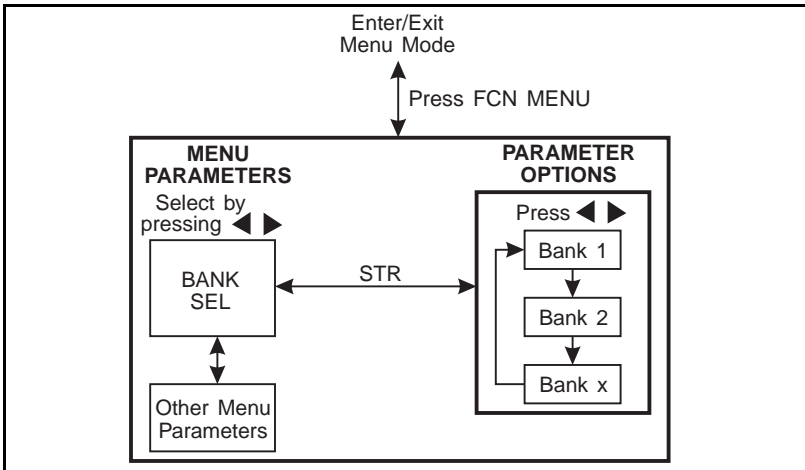 Enter/Exit
Menu Mode
Press FCN MENU
MENU
PARAMETERS
Select by
pressing ◀ ▶
BANK
SEL
Other Menu
Parameters
STR
PARAMETER
OPTIONS
Press ◀ ▶
Bank 1
Bank 2
Bank x